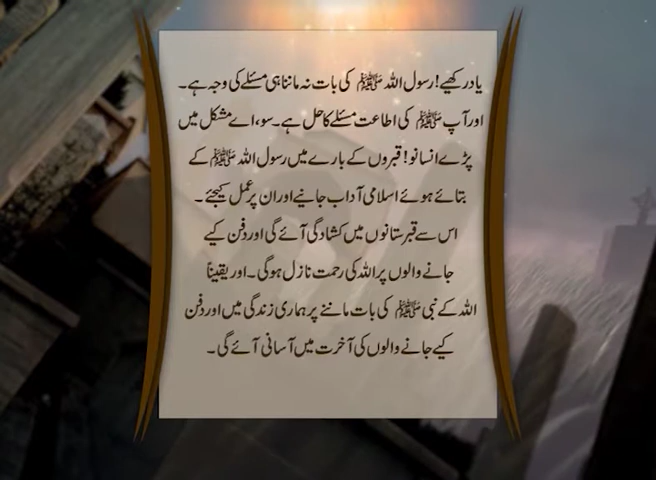 یاد رکھیے! رسول اللہ ﷺ کی بات نہ ماننا ہی مسئلے کی وجہ ہے۔
اور آپ ﷺ کی اطاعت مسئلے کا حل ہے۔ سو، اے مشکل میں
پڑے انسانو! قبروں کے بارے میں رسول اللہ ﷺ کے
بتائے ہوئے اسلامی آداب جانیے اور ان پر عمل کیجئے۔
اس سے قبرستانوں میں کشادگی آئے گی اور دفن کیے
جانے والوں پر اللہ کی رحمت نازل ہوگی۔ اور یقیناً
اللہ کے نبی ﷺ کی بات ماننے پر ہماری زندگی میں اور دفن
کیے جانے والوں کی آخرت میں آسانی آئے گی۔